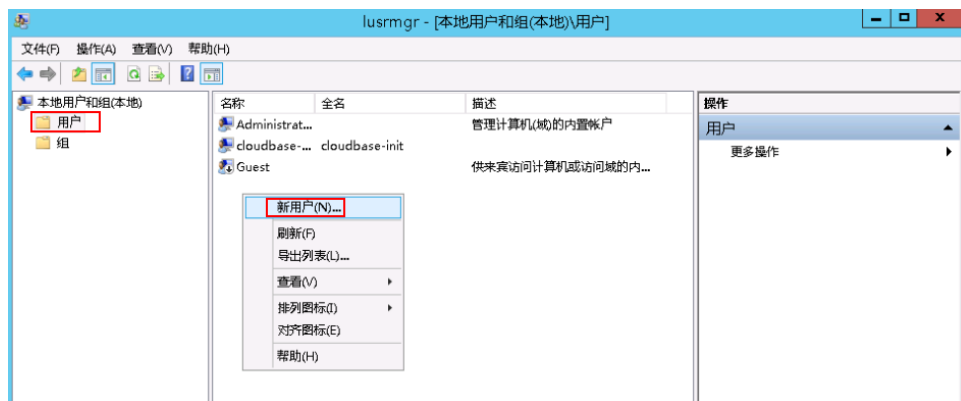 lusrmgr - [本地用户和组(本地)\用户]
文件(F) 操作(A) 查看(V) 帮助(H)
本地用户和组(本地)
用户
组
名称 全名 描述
Administrat... 管理计算机(域)的内置帐户
cloudbase-... cloudbase-init
Guest 供来宾访问计算机或访问域的内...
新用户(N)...
刷新(F)
导出列表(L)...
查看(V)
排列图标(I)
对齐图标(E)
帮助(H)
操作
用户
更多操作